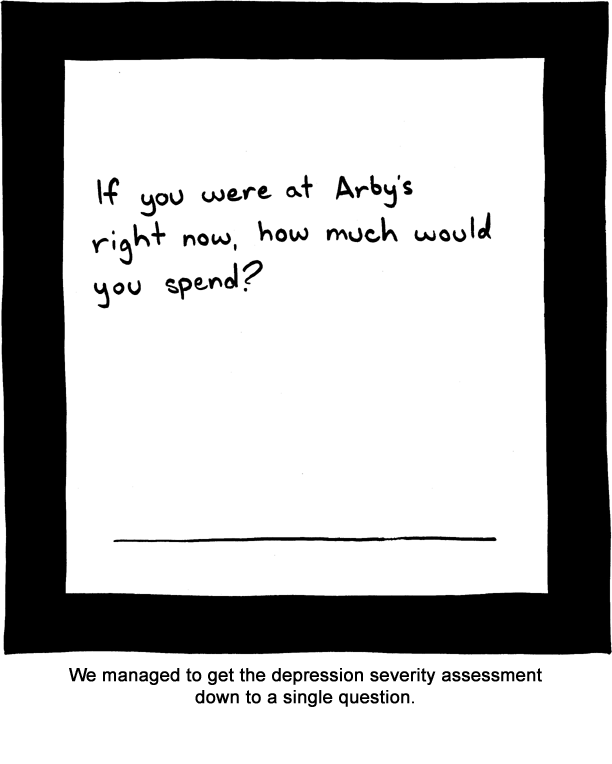 If you were at Arby's
right now, how much would
you spend?
We managed to get the depression severity assessment
down to a single question.